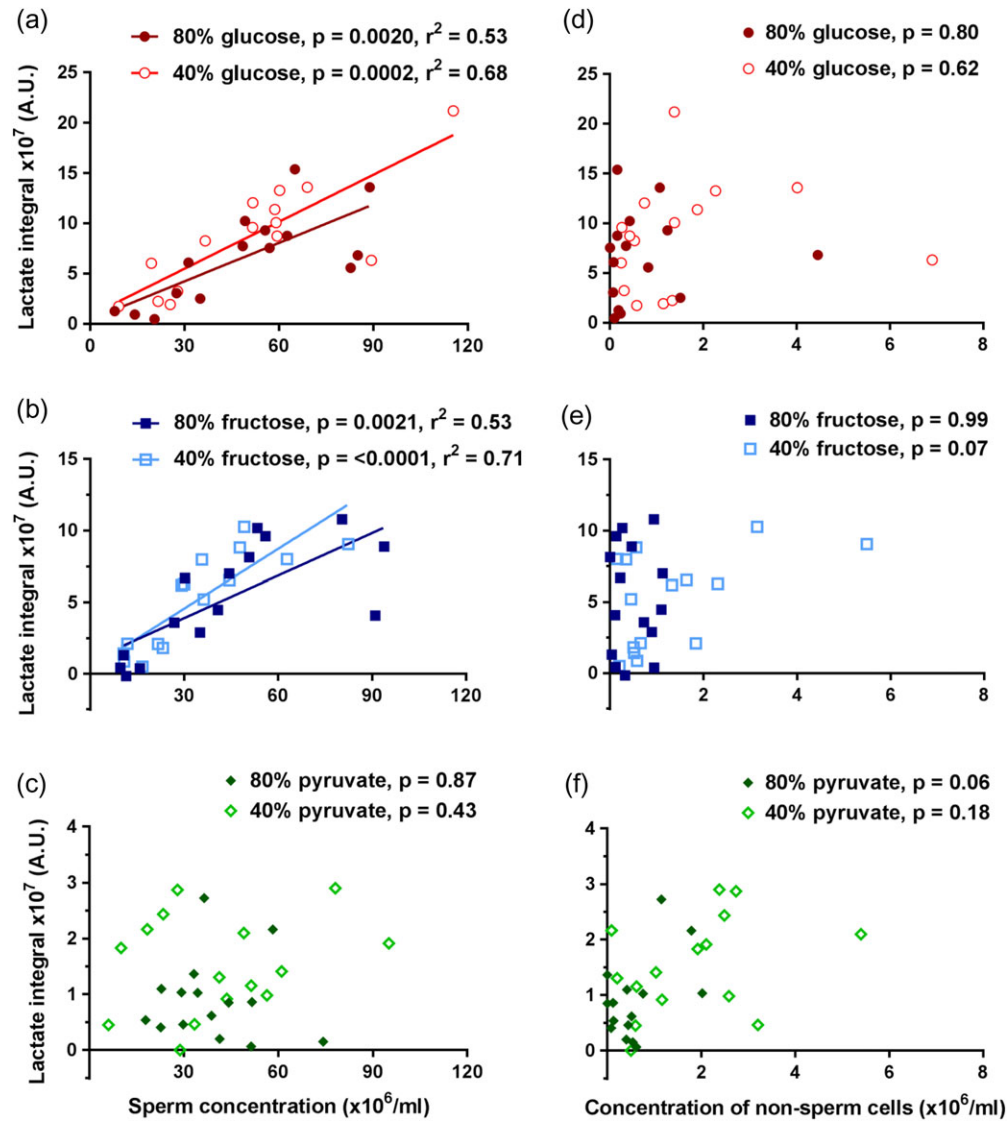 (a)
80% glucose, p = 0.0020, r² = 0.53
40% glucose, p = 0.0002, r² = 0.68
Lactate integral x10⁷ (A.U.)
25
20
15
10
5
0
0 30 60 90 120
(d)
80% glucose, p = 0.80
40% glucose, p = 0.62
25
20
15
10
5
0
0 2 4 6 8
(b)
80% fructose, p = 0.0021, r² = 0.53
40% fructose, p = <0.0001, r² = 0.71
Lactate integral x10⁷ (A.U.)
15
10
5
0
30 60 90 120
(e)
80% fructose, p = 0.99
40% fructose, p = 0.07
15
10
5
0
2 4 6 8
(c)
80% pyruvate, p = 0.87
40% pyruvate, p = 0.43
Lactate integral x10⁷ (A.U.)
4
3
2
1
0
30 60 90 120
Sperm concentration (x10⁶/ml)
(f)
80% pyruvate, p = 0.06
40% pyruvate, p = 0.18
4
3
2
1
0
0 2 4 6 8
Concentration of non-sperm cells (x10⁶/ml)